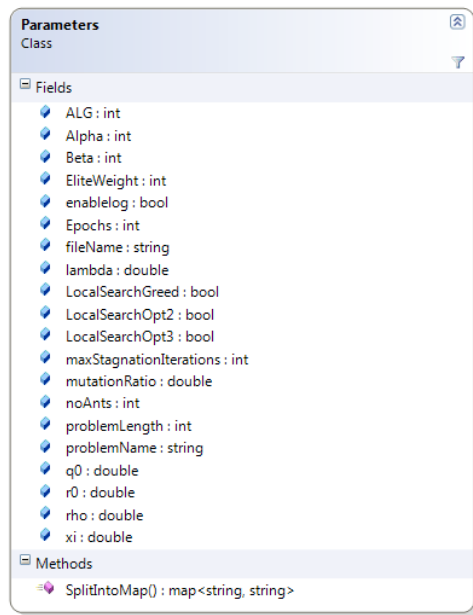 Parameters
Class
Fields
ALG : int
Alpha : int
Beta : int
EliteWeight : int
enablelog : bool
Epochs : int
fileName : string
lambda : double
LocalSearchGreed : bool
LocalSearchOpt2 : bool
LocalSearchOpt3 : bool
maxStagnationIterations : int
mutationRatio : double
noAnts : int
problemLength : int
problemName : string
q0 : double
r0 : double
rho : double
xi : double
Methods
SplitIntoMap() : map<string, string>